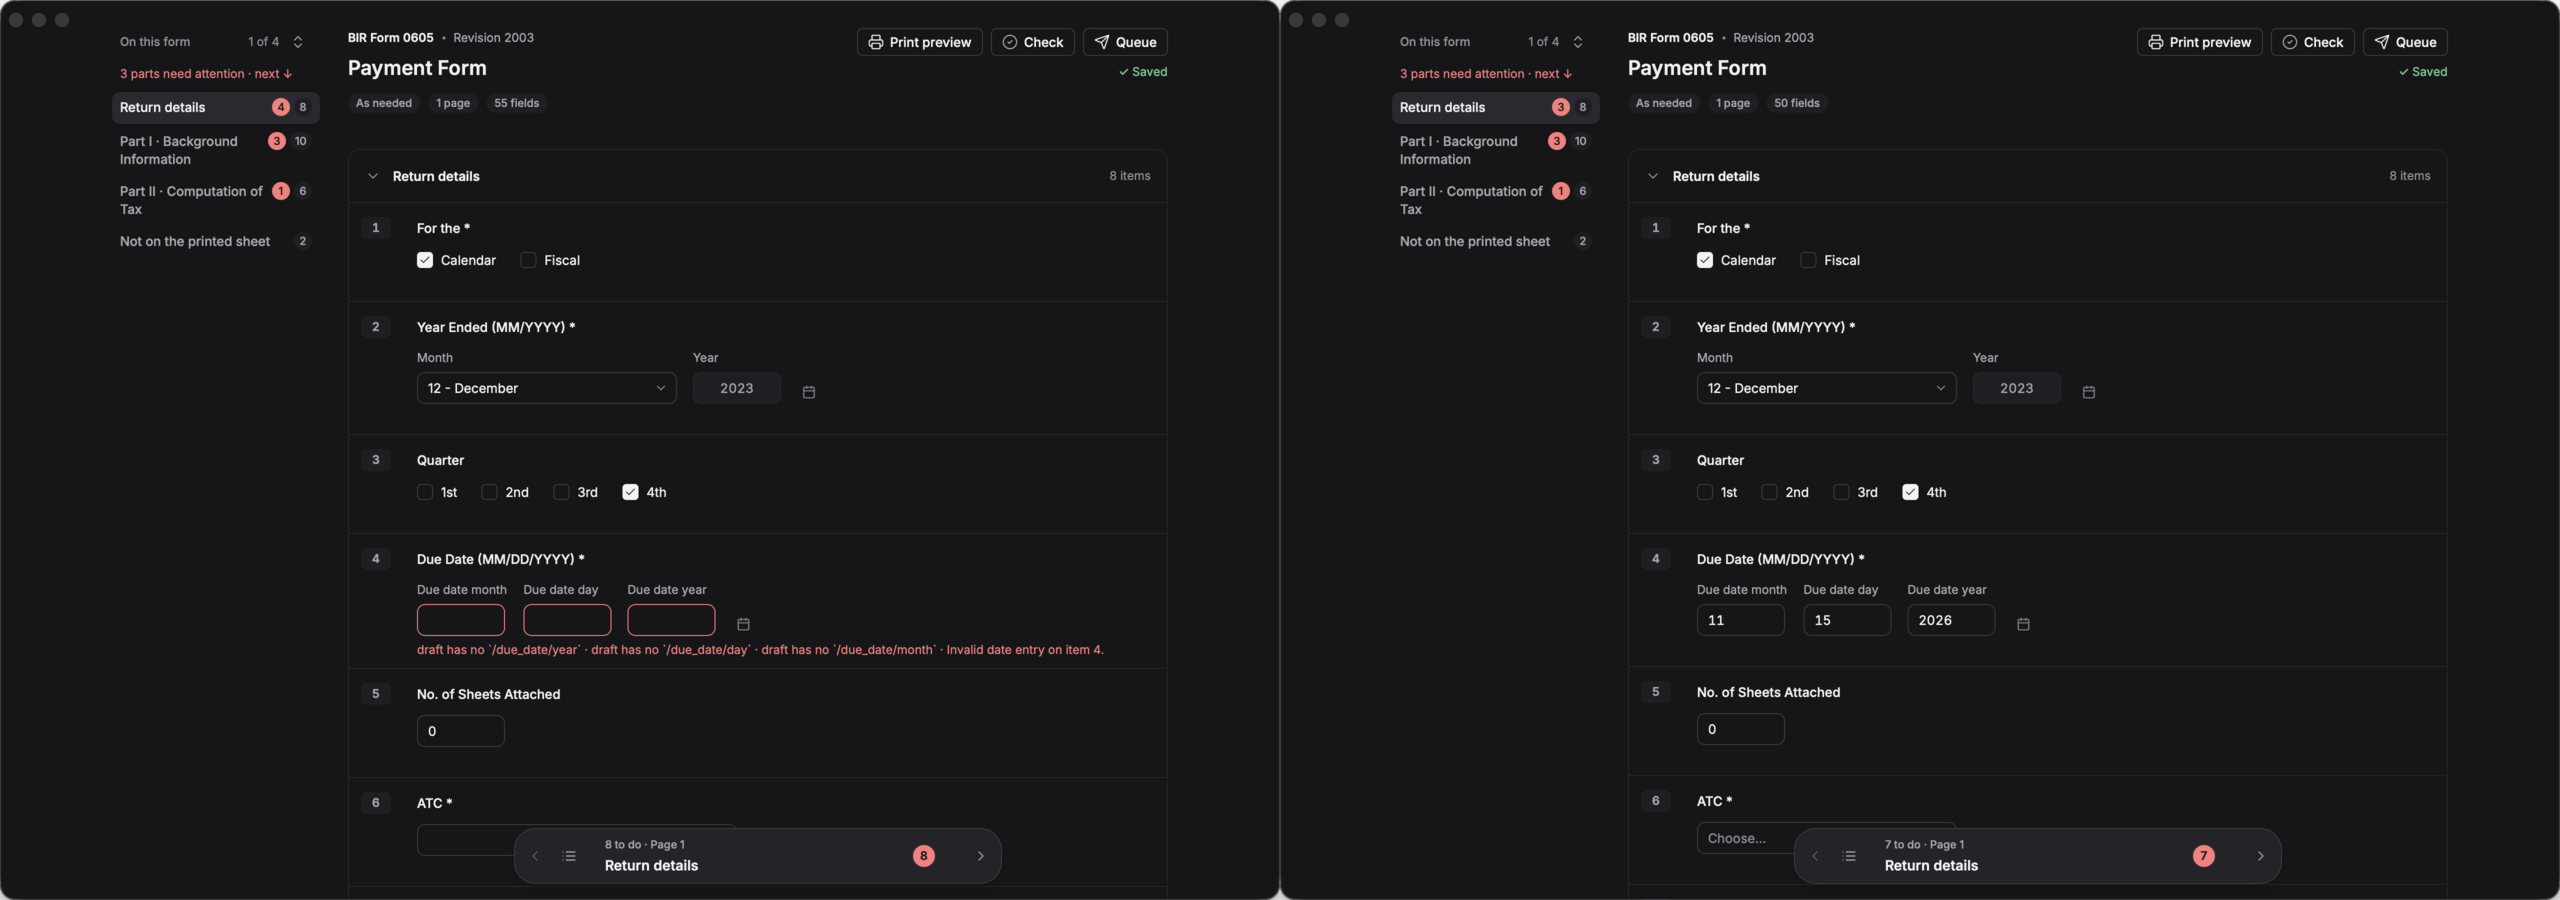 On this form 1 of 4
3 parts need attention · next ↓
Return details 4 8
Part I · Background Information 3 10
Part II · Computation of Tax 1 6
Not on the printed sheet 2
BIR Form 0605 • Revision 2003
Payment Form
As needed 1 page 55 fields
Print preview Check Queue
Saved
Return details 8 items
1 For the *
Calendar Fiscal
2 Year Ended (MM/YYYY) *
Month Year
12 - December 2023
3 Quarter
1st 2nd 3rd 4th
4 Due Date (MM/DD/YYYY) *
Due date month Due date day Due date year
draft has no `/due_date/year` · draft has no `/due_date/day` · draft has no `/due_date/month` · Invalid date entry on item 4.
5 No. of Sheets Attached
0
6 ATC *
8 to do · Page 1
Return details 8
On this form 1 of 4
3 parts need attention · next ↓
Return details 3 8
Part I · Background Information 3 10
Part II · Computation of Tax 1 6
Not on the printed sheet 2
BIR Form 0605 • Revision 2003
Payment Form
As needed 1 page 50 fields
Print preview Check Queue
Saved
Return details 8 items
1 For the *
Calendar Fiscal
2 Year Ended (MM/YYYY) *
Month Year
12 - December 2023
3 Quarter
1st 2nd 3rd 4th
4 Due Date (MM/DD/YYYY) *
Due date month Due date day Due date year
11 15 2026
5 No. of Sheets Attached
0
6 ATC *
Choose...
7 to do · Page 1
Return details 7